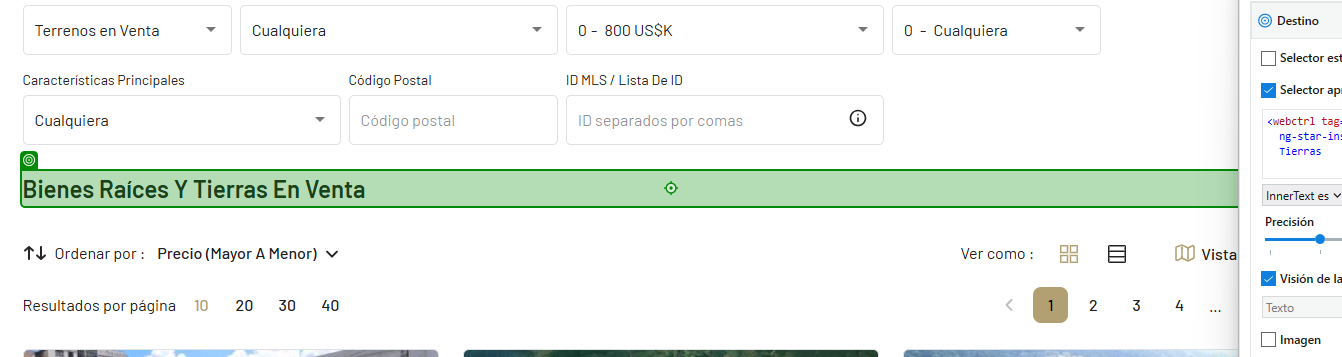 Terrenos en Venta
Cualquiera
0 - 800 US$K
0 - Cualquiera
Características Principales
Código Postal
ID MLS / Lista De ID
Cualquiera
Código postal
ID separados por comas
Bienes Raíces Y Tierras En Venta
Ordenar por : Precio (Mayor A Menor)
Ver como :
Vista
Resultados por página 10 20 30 40
1 2 3 4 ...
Destino
Selector est
Selector apr
<webctrl tag=
ng-star-ins
Tierras
InnerText es
Precisión
Visión de la
Texto
Imagen